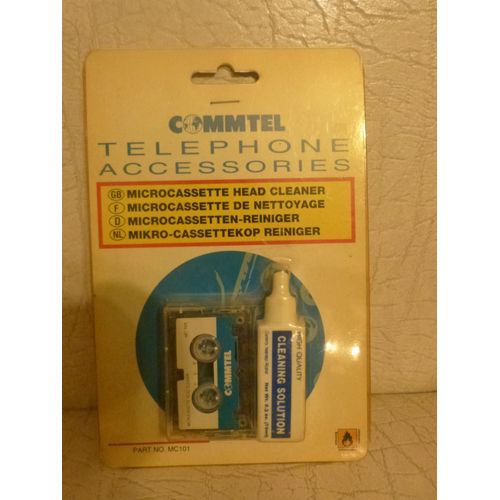 COMMTEL
TELEPHONE
ACCESSORIES
GB MICROCASSETTE HEAD CLEANER
F MICROCASSETTE DE NETTOYAGE
D MICROCASSETTEN-REINIGER
NL MIKRO-CASSETTEKOP REINIGER
COMMTEL
HIGH QUALITY
CLEANING SOLUTION
PART NO. MC101